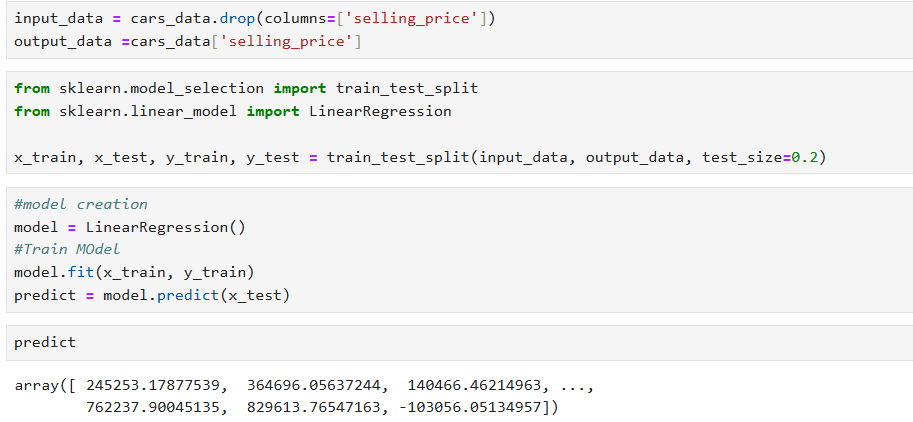 input_data = cars_data.drop(columns=['selling_price'])
output_data =cars_data['selling_price']
from sklearn.model_selection import train_test_split
from sklearn.linear_model import LinearRegression
x_train, x_test, y_train, y_test = train_test_split(input_data, output_data, test_size=0.2)
#model creation
model = LinearRegression()
#Train MOdel
model.fit(x_train, y_train)
predict = model.predict(x_test)
predict
array([ 245253.17877539,  364696.05637244,  140466.46214963, ...,
        762237.90045135,  829613.76547163, -103056.05134957])